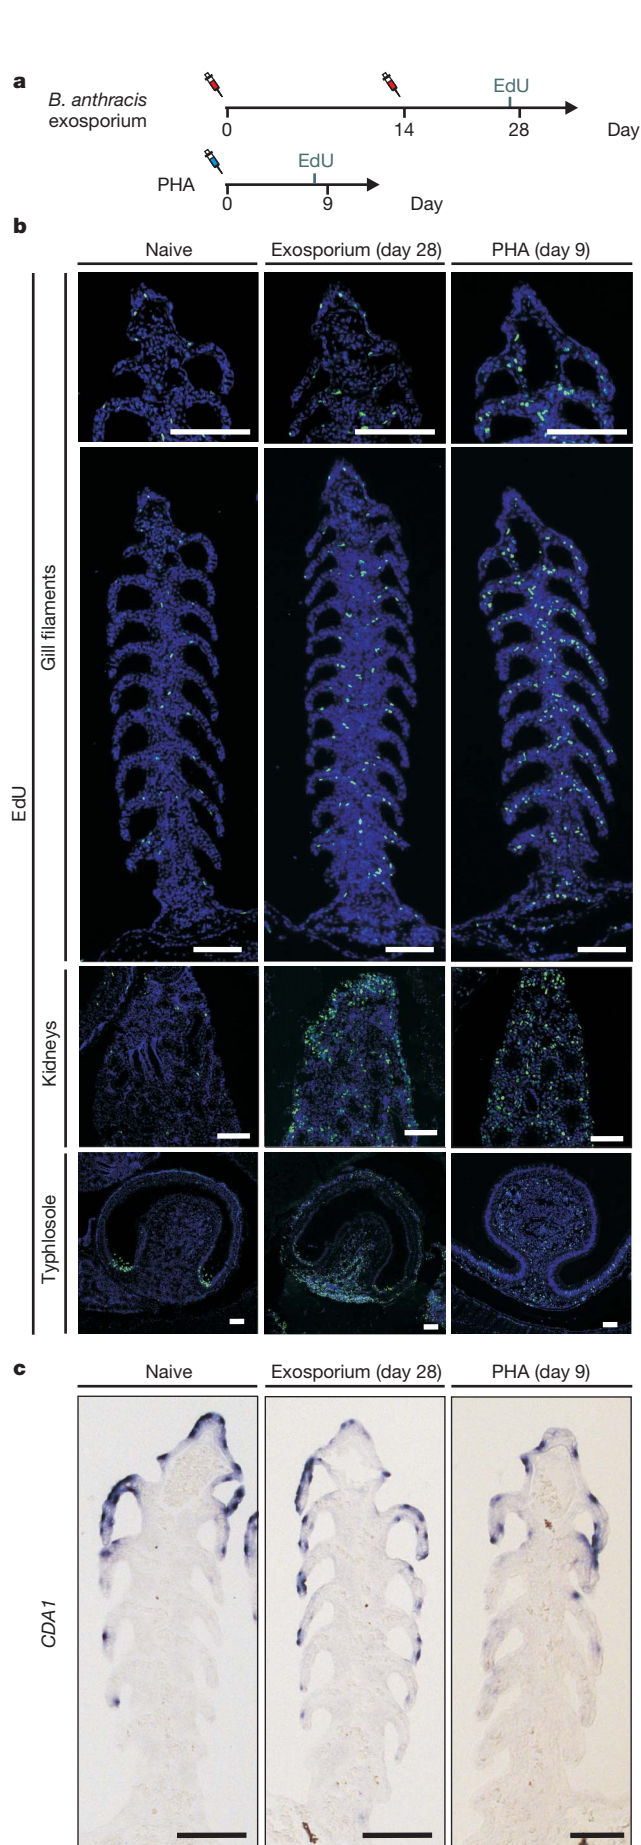 a
B. anthracis
exosporium
EdU
0
14
28
Day
PHA
EdU
0
9
Day
b
Naive
Exosporium (day 28)
PHA (day 9)
EdU
Gill filaments
Kidneys
Typhlosole
c
Naive
Exosporium (day 28)
PHA (day 9)
CDA1